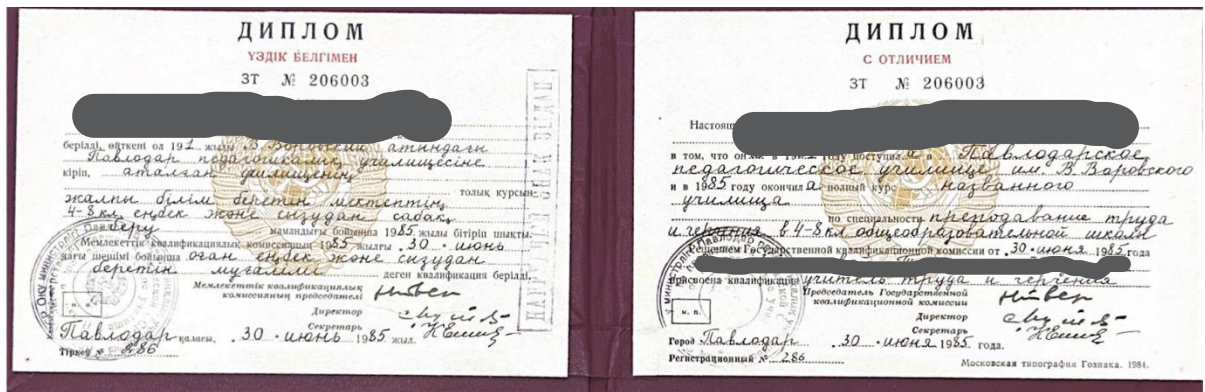 ДИПЛОМ
ҮЗДІК БЕЛГІМЕН
ЗТ № 206003
берілді, өйткені ол 19 жылы В. Воровский атындағы
Павлодар педагогикалық училищесіне
кіріп, аталған училищенің
толық курсын
жалпы білім беретін мектептің
4-8 кл. еңбек және сызудан сабақ
беру мамандығы бойынша 1985 жылы бітіріп шықты.
Мемлекеттік квалификациялық комиссияның 1985 жылғы „30 “ июнь
дағы шешімі бойынша оған еңбек және сызудан
беретін мұғалімі деген квалификация берілді.
Мемлекеттік квалификациялық
комиссияның председателі
Директор
Секретарь
Павлодар қаласы, „30 “ июнь 1985 жыл.
Тіркеу № 286
НАГРУДНЫЙ ЗНАК ВЫДАН
ДИПЛОМ
С ОТЛИЧИЕМ
ЗТ № 206003
Настоящ
в том, что он в 19 году поступила в Павлодарское
педагогическое училище им. В. Воровского
и в 1985 году окончила полный курс названного
училища
по специальности преподавание труда
и черчения в 4-8 кл общеобразовательной школы
Решением Государственной квалификационной комиссии от „30 “ июня 1985 года
присвоена квалификация учитель труда и черчения
Председатель Государственной
квалификационной комиссии
Директор
Секретарь
М. П.
Город Павлодар „30 “ июня 1985 года.
Регистрационный № 286
Московская типография Гознака. 1984.